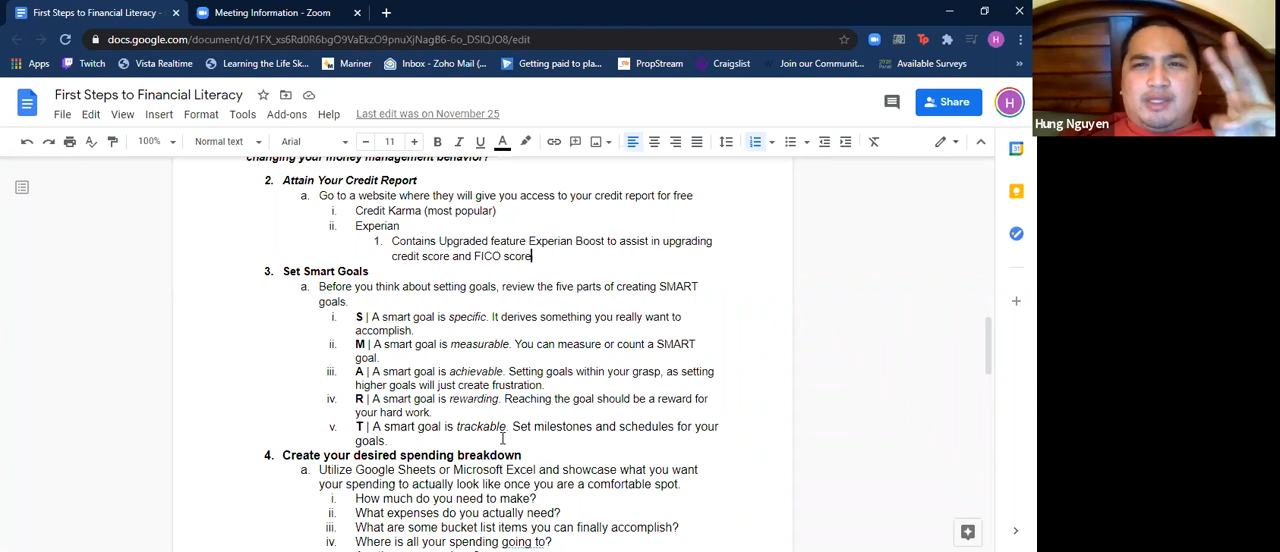 First Steps to Financial Literacy -
Meeting Information - Zoom
docs.google.com/document/d/1FX_xs6Rd0R6bgO9VaEkzO9pnuXjNagB6-6o_DSIQJO8/edit
Apps
Twitch
Vista Realtime
Learning the Life Sk...
Mariner
Inbox - Zoho Mail (...
Getting paid to pla...
PropStream
Craigslist
Join our Communit...
Available Surveys
»
First Steps to Financial Literacy
File Edit View Insert Format Tools Add-ons Help
Last edit was on November 25
Share
H
100%
Normal text
Arial
11
changing your money management behavior?
2. Attain Your Credit Report
a. Go to a website where they will give you access to your credit report for free
i. Credit Karma (most popular)
ii. Experian
1. Contains Upgraded feature Experian Boost to assist in upgrading
credit score and FICO score
3. Set Smart Goals
a. Before you think about setting goals, review the five parts of creating SMART
goals.
i. S | A smart goal is specific. It derives something you really want to
accomplish.
ii. M | A smart goal is measurable. You can measure or count a SMART
goal.
iii. A | A smart goal is achievable. Setting goals within your grasp, as setting
higher goals will just create frustration.
iv. R | A smart goal is rewarding. Reaching the goal should be a reward for
your hard work.
v. T | A smart goal is trackable. Set milestones and schedules for your
goals.
4. Create your desired spending breakdown
a. Utilize Google Sheets or Microsoft Excel and showcase what you want
your spending to actually look like once you are a comfortable spot.
i. How much do you need to make?
ii. What expenses do you actually need?
iii. What are some bucket list items you can finally accomplish?
iv. Where is all your spending going to?
Hung Nguyen